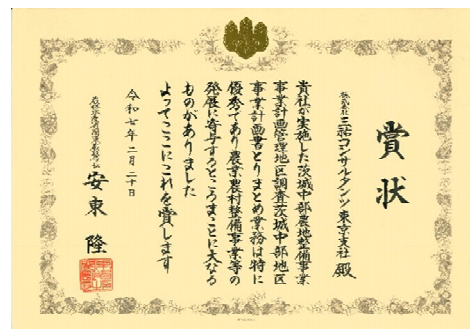 賞状
株式会社 三祐コンサルタンツ 東京支社 殿
貴社が実施した茨城中部農地整備事業
事業計画管理地区調査茨城中部地区
事業計画書とりまとめ業務は特に
優秀であり農業農村整備事業等の
発展に寄与するところまことに大なる
ものがありました
よってここにこれを賞します
令和七年二月二十日
安東 隆